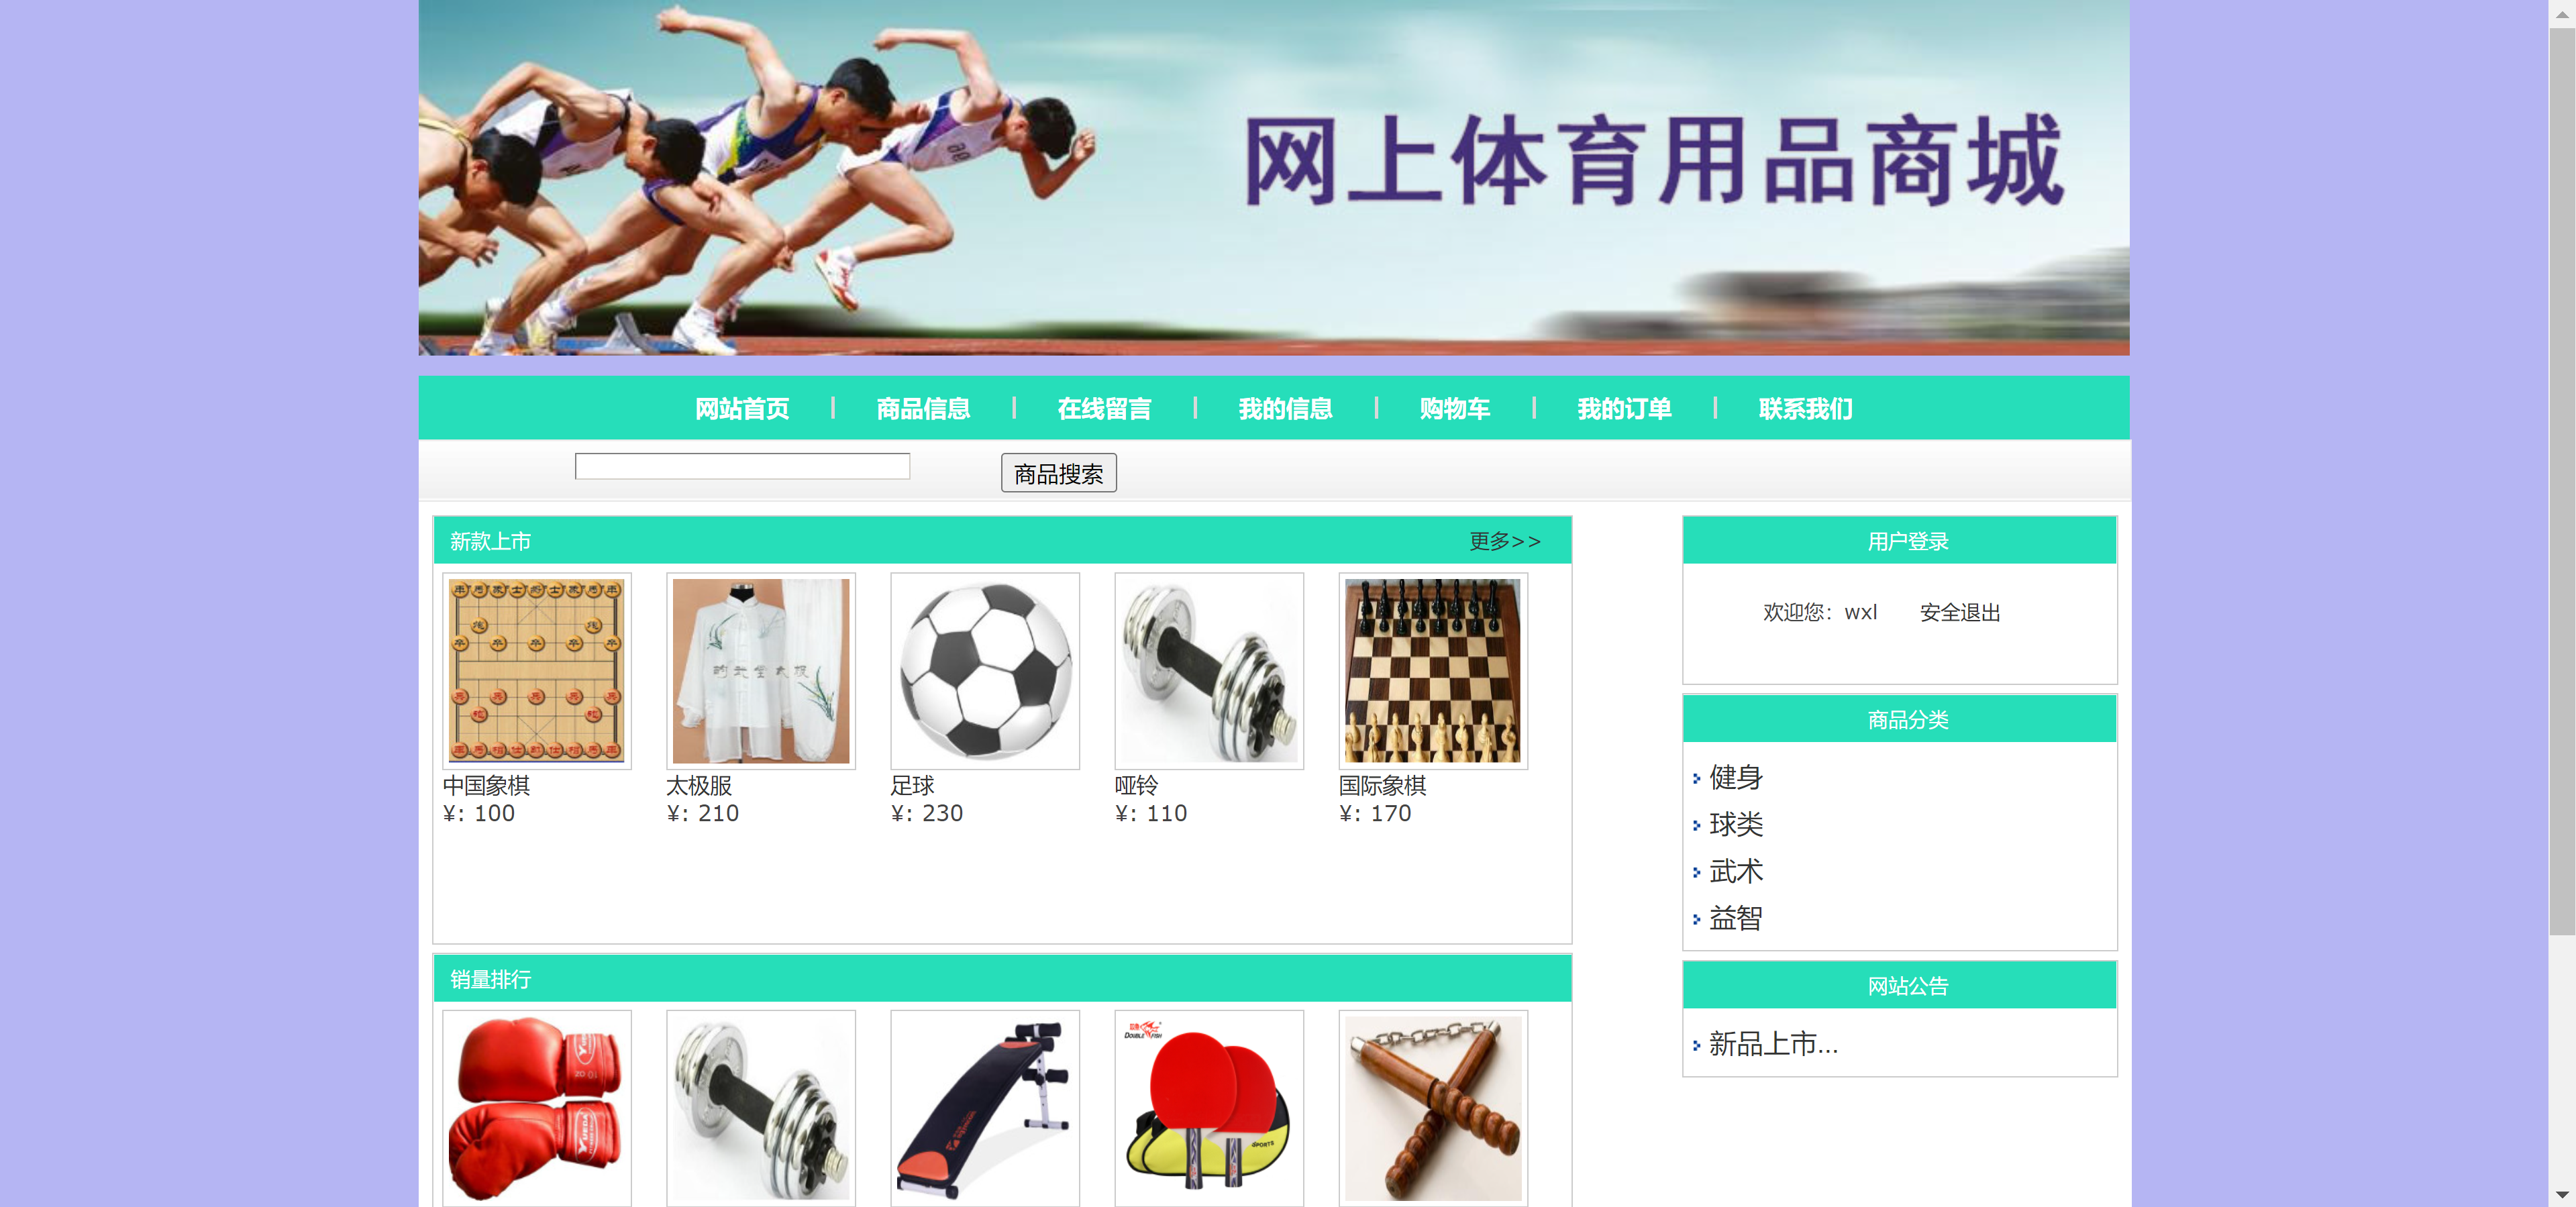 网上体育用品商城
网站首页 | 商品信息 | 在线留言 | 我的信息 | 购物车 | 我的订单 | 联系我们
商品搜索
新款上市 更多>>
中国象棋
¥: 100
太极服
¥: 210
足球
¥: 230
哑铃
¥: 110
国际象棋
¥: 170
销量排行
DOUBLE FISH
SPORTS
用户登录
欢迎您: wxl 安全退出
商品分类
健身
球类
武术
益智
网站公告
新品上市...